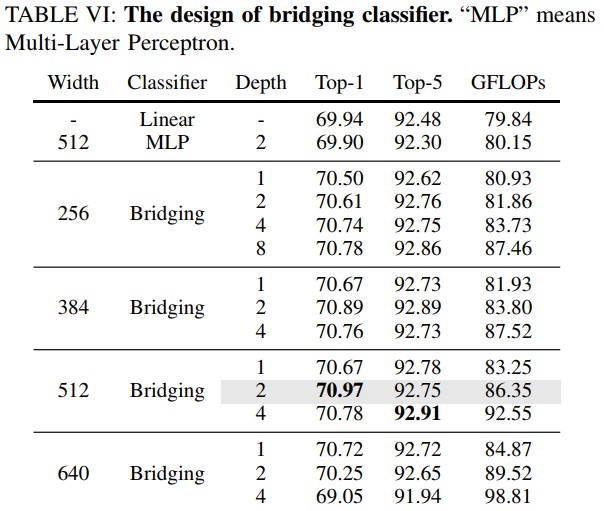 TABLE VI: The design of bridging classifier. “MLP” means
Multi-Layer Perceptron.
Width Classifier Depth Top-1 Top-5 GFLOPs
- Linear - 69.94 92.48 79.84
512 MLP 2 69.90 92.30 80.15
1 70.50 92.62 80.93
2 70.61 92.76 81.86
256 Bridging
4 70.74 92.75 83.73
8 70.78 92.86 87.46
1 70.67 92.73 81.93
384 Bridging 2 70.89 92.89 83.80
4 70.76 92.73 87.52
1 70.67 92.78 83.25
512 Bridging 2 70.97 92.75 86.35
4 70.78 92.91 92.55
1 70.72 92.72 84.87
640 Bridging 2 70.25 92.65 89.52
4 69.05 91.94 98.81